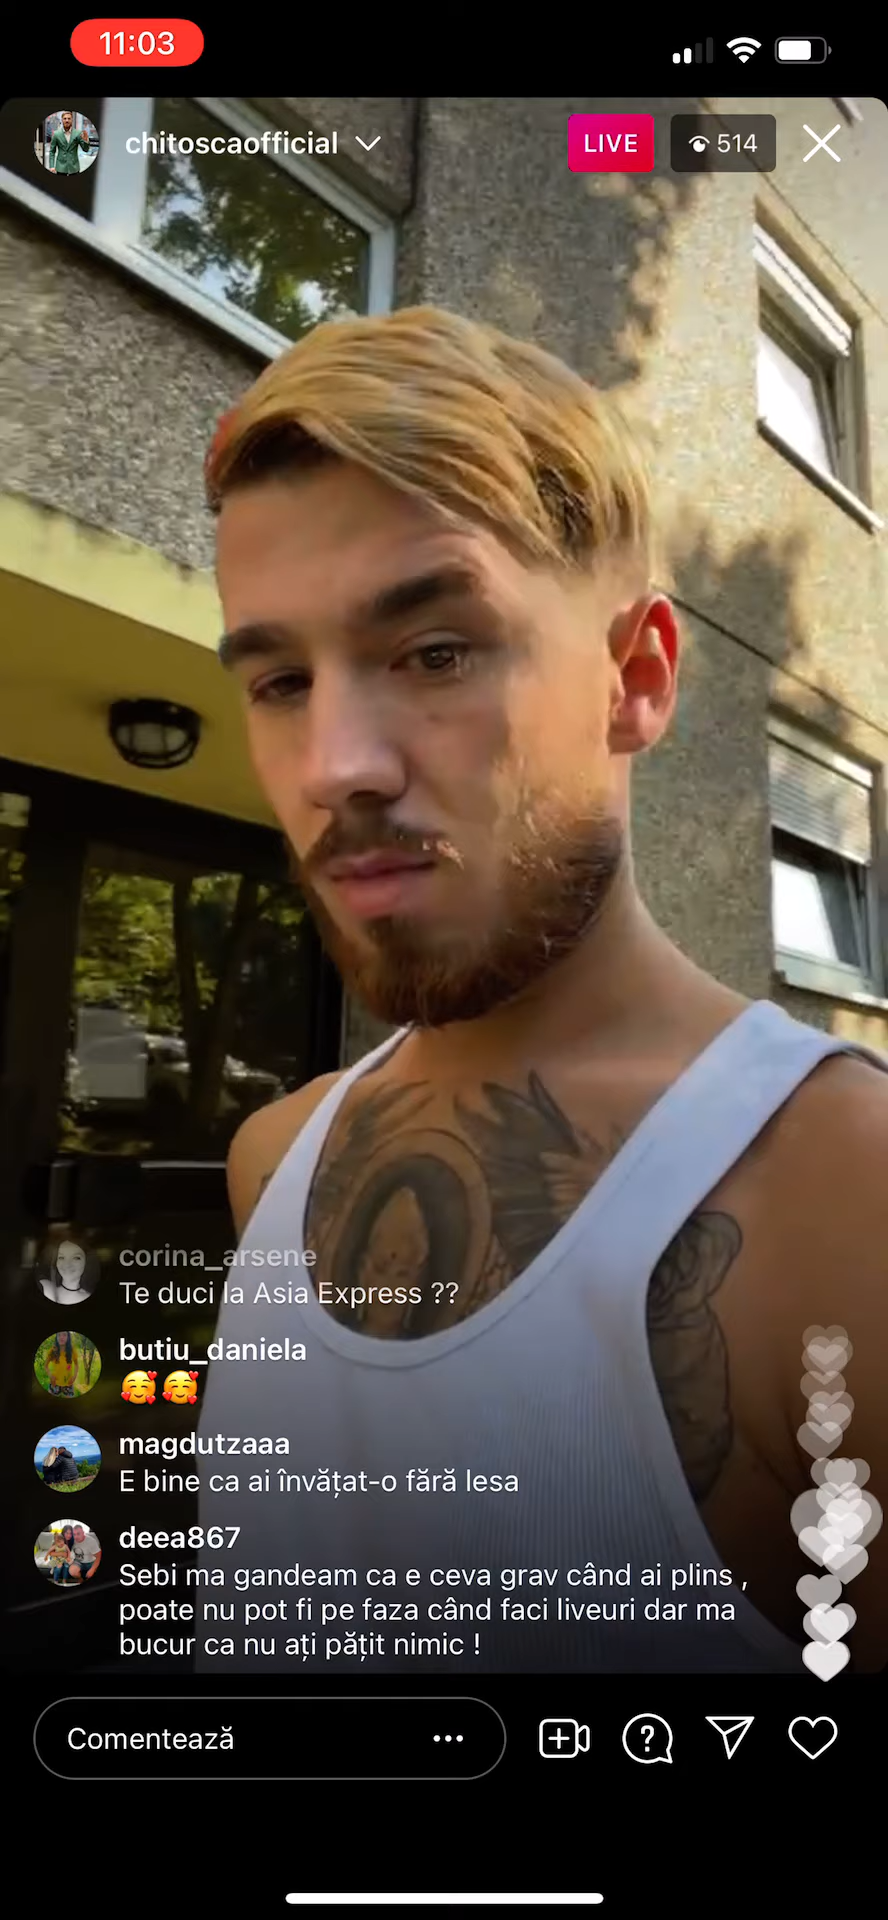 11:03
chitoscaofficial
LIVE
514
corina_arsene
Te duci la Asia Express ??
butiu_daniela
🥰🥰
magdutzaaa
E bine ca ai învățat-o fără lesa
deea867
Sebi ma gandeam ca e ceva grav când ai plins ,
poate nu pot fi pe faza când faci liveuri dar ma
bucur ca nu ați pățit nimic !
Comentează